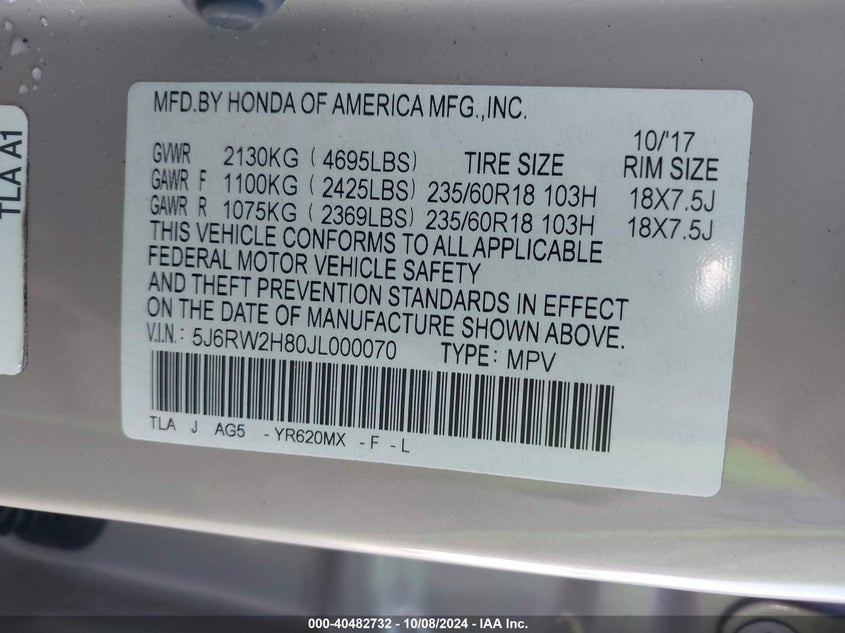 TLA A1
MFD.BY HONDA OF AMERICA MFG.,INC.
10/'17
GVWR 2130KG ( 4695LBS) TIRE SIZE RIM SIZE
GAWR F 1100KG ( 2425LBS) 235/60R18 103H 18X7.5J
GAWR R 1075KG ( 2369LBS) 235/60R18 103H 18X7.5J
THIS VEHICLE CONFORMS TO ALL APPLICABLE
FEDERAL MOTOR VEHICLE SAFETY
AND THEFT PREVENTION STANDARDS IN EFFECT
ON THE DATE OF MANUFACTURE SHOWN ABOVE.
V.I.N.: 5J6RW2H80JL000070 TYPE: MPV
TLA J AG5 -YR620MX -F -L
000-40482732 - 10/08/2024 - IAA Inc.